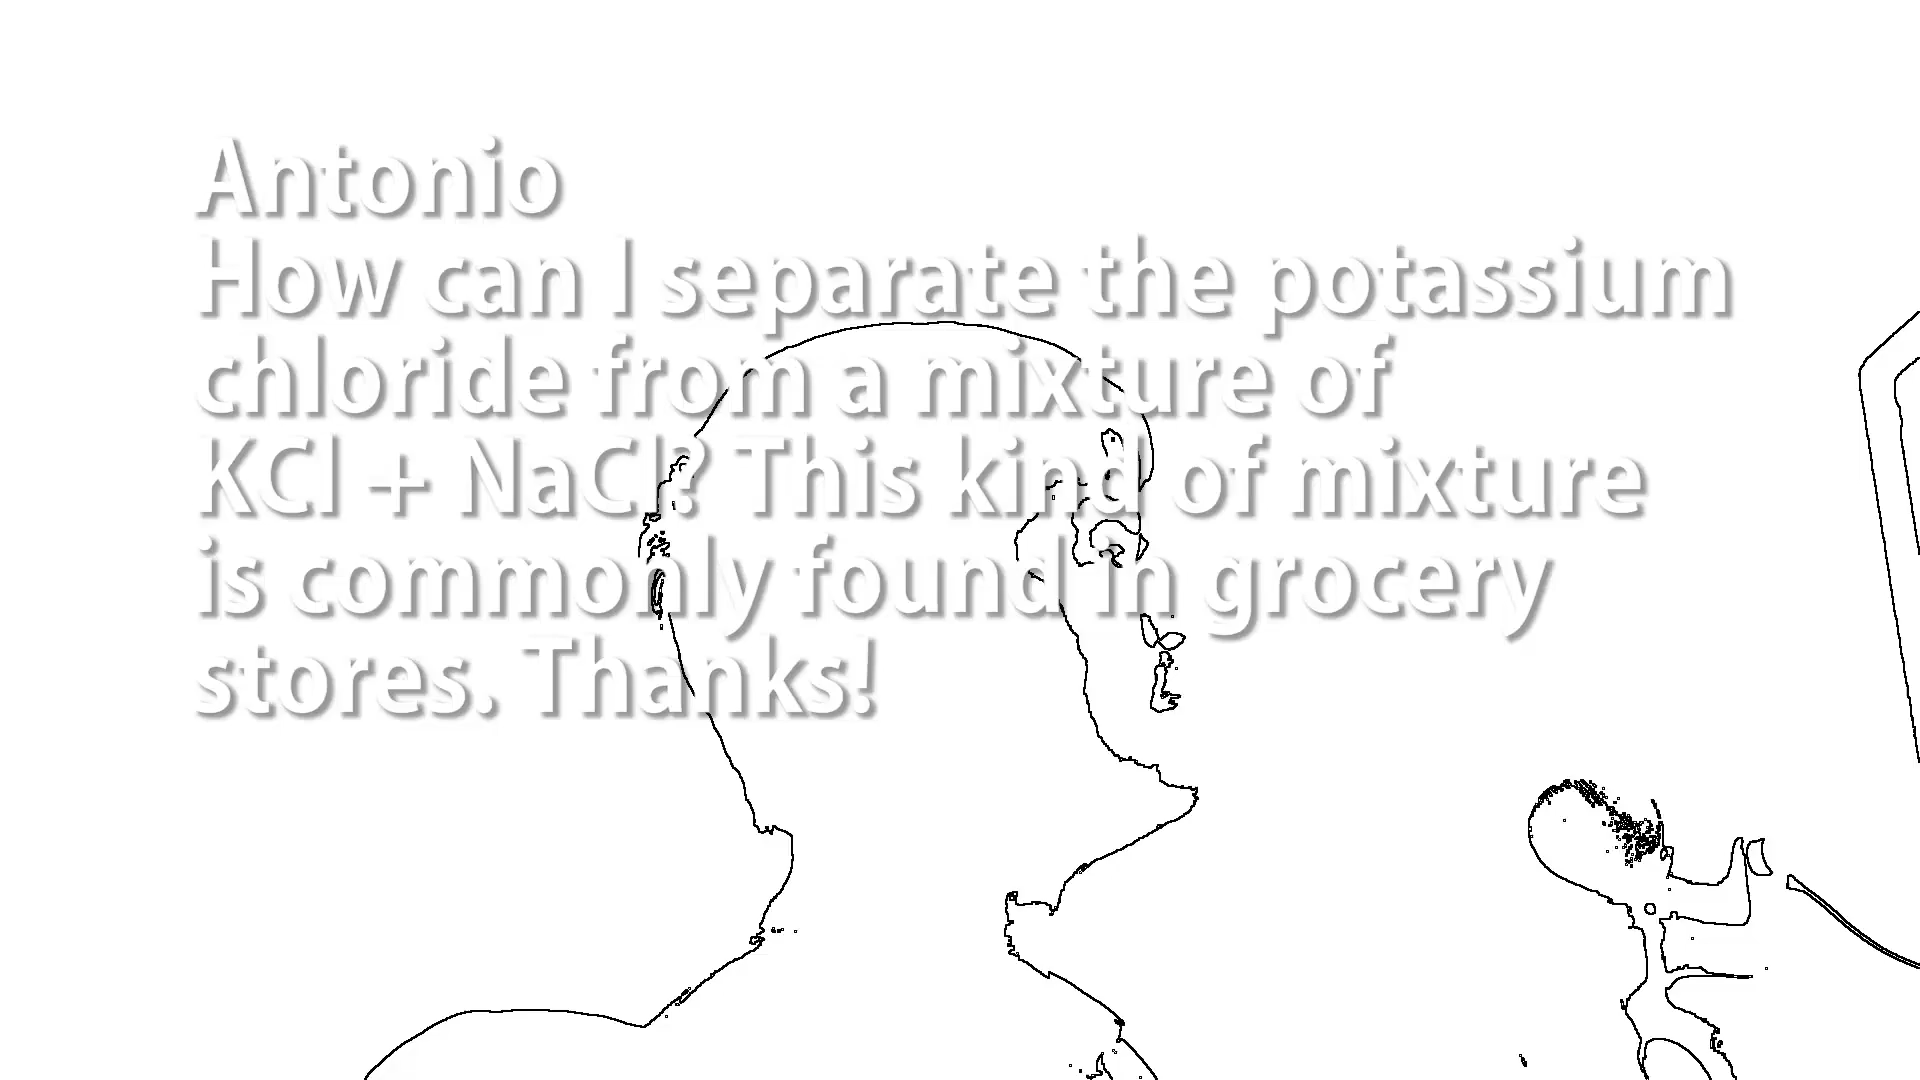 Antonio
How can I separate the potassium
chloride from a mixture of
KCl + NaCl? This kind of mixture
is commonly found in grocery
stores. Thanks!